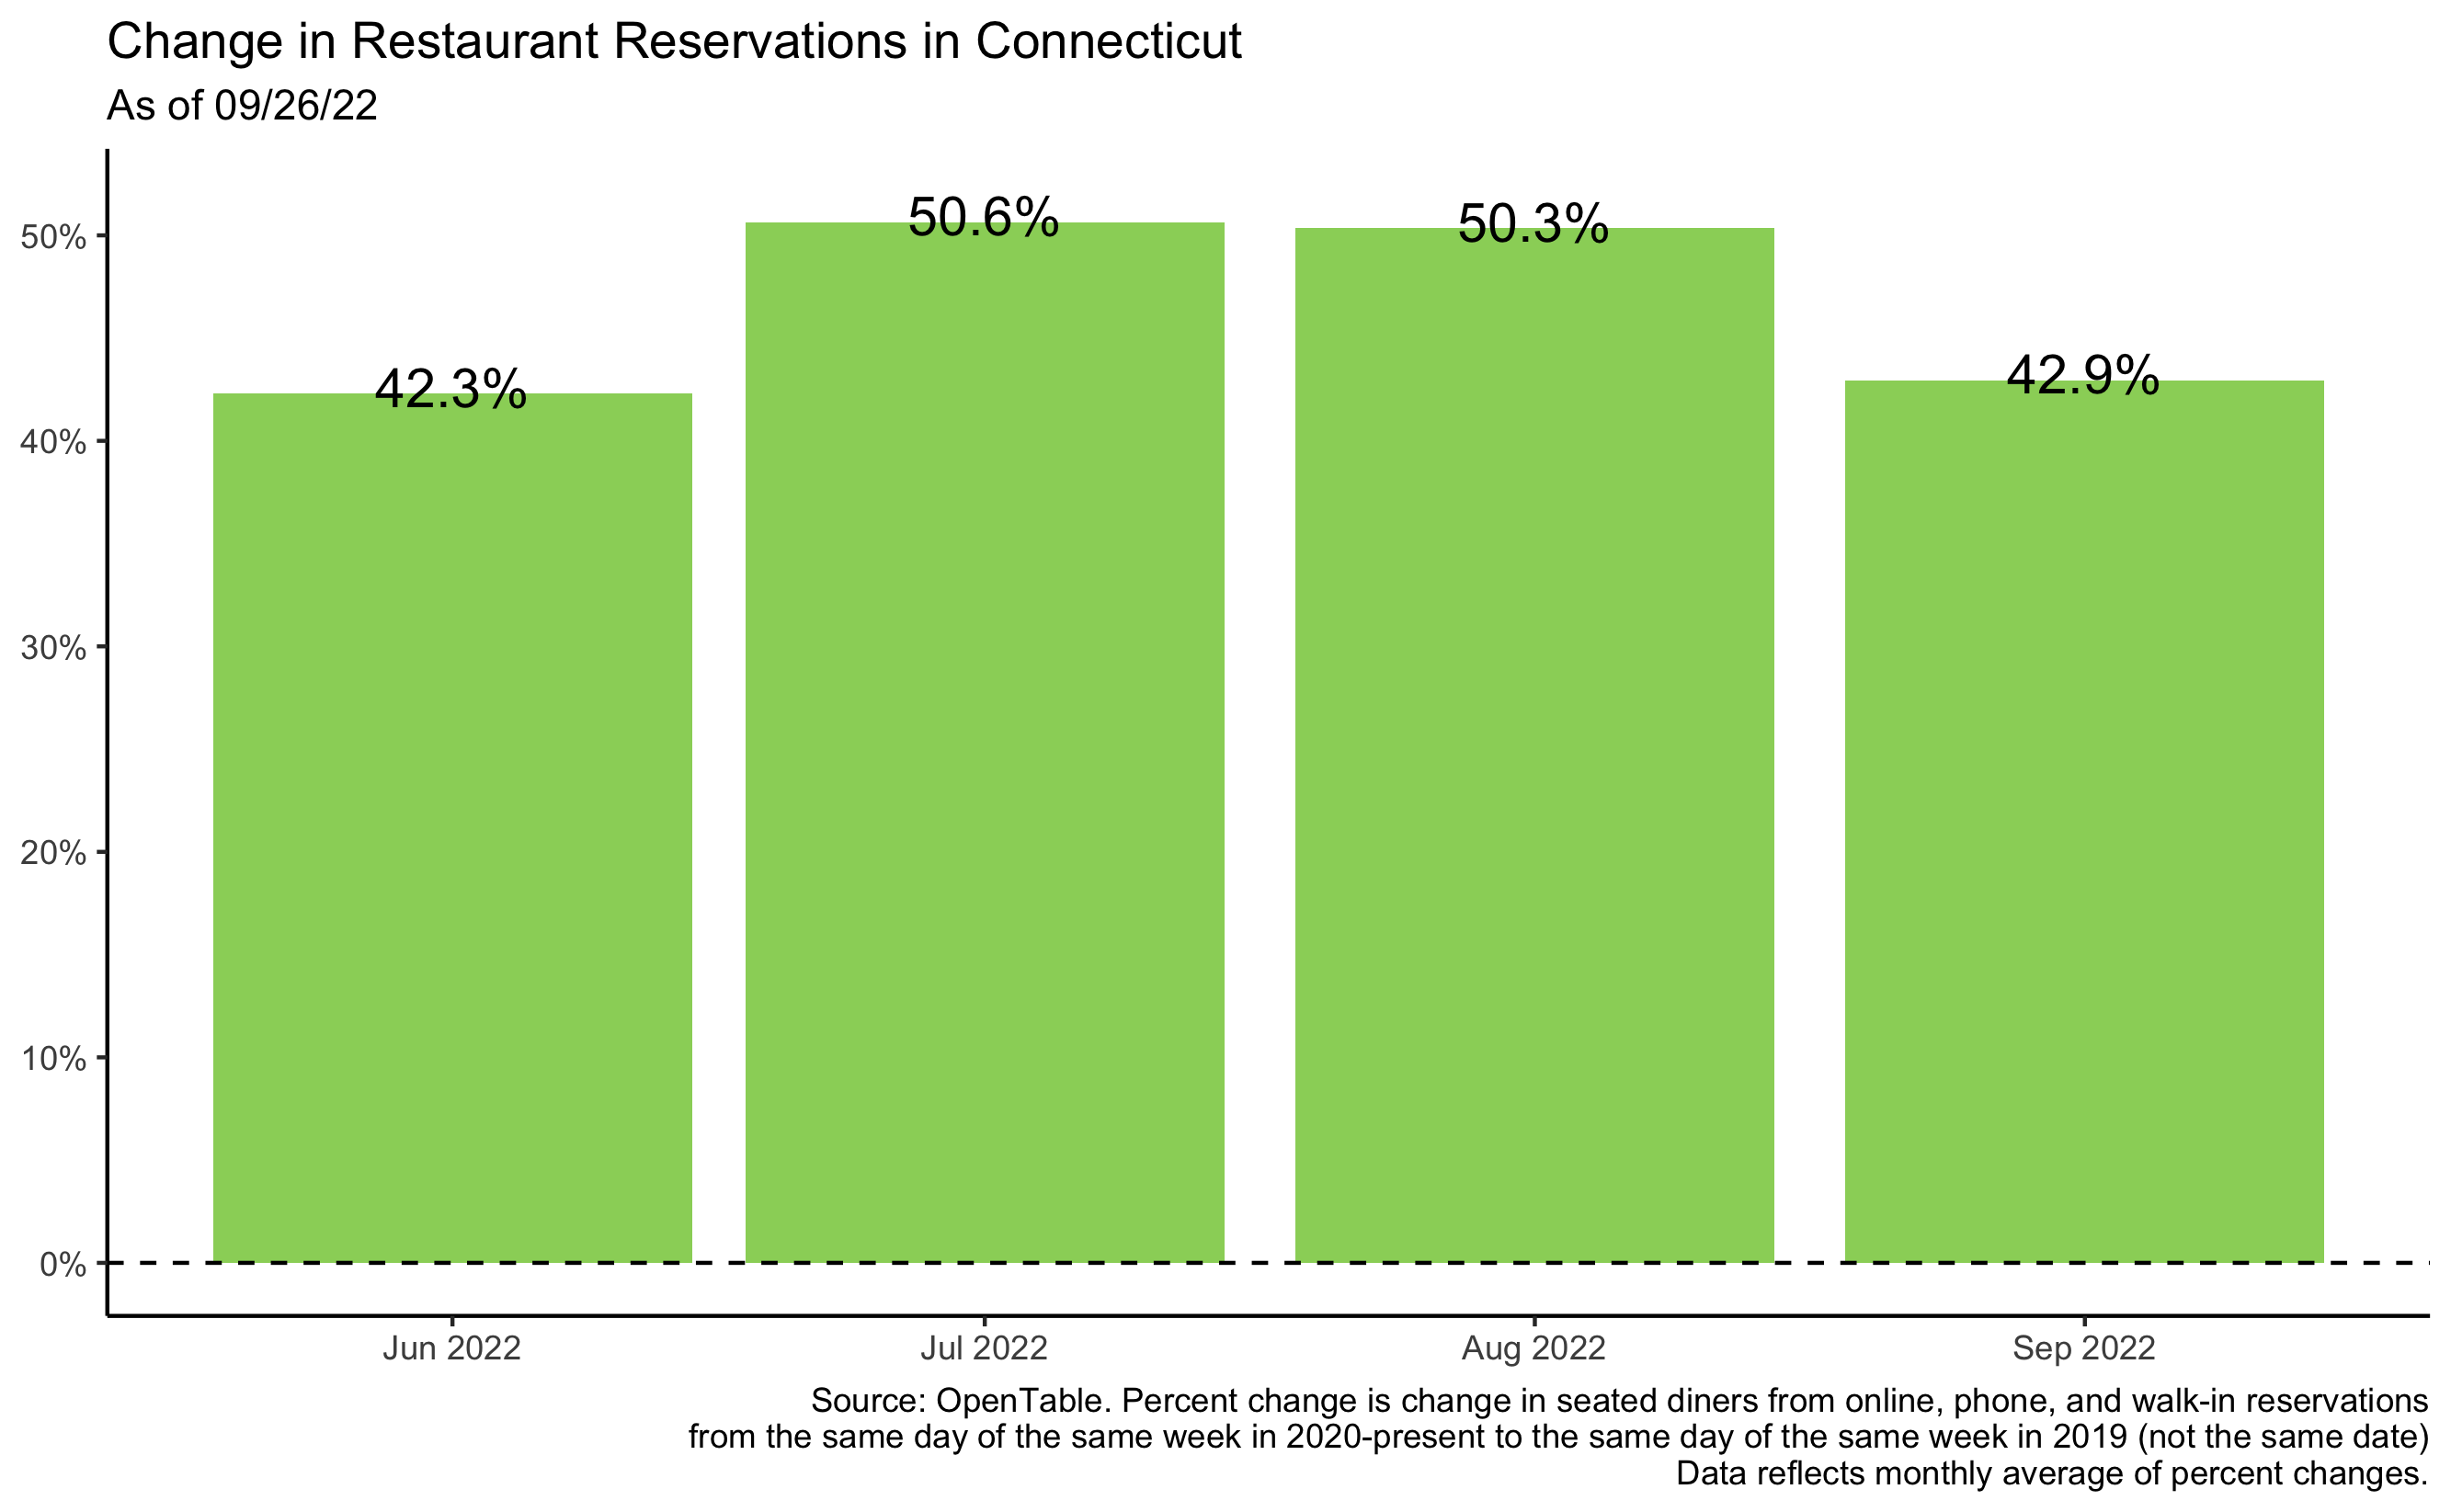 Change in Restaurant Reservations in Connecticut
As of 09/26/22
50.6%
50.3%
50%
42.9%
42.3%
40%
30%
20%
10%
0%
Jun 2022
Jul 2022
Aug 2022
Sep 2022
Source: OpenTable. Percent change is change in seated diners from online, phone, and walk-in reservations
from the same day of the same week in 2020-present to the same day of the same week in 2019 (not the same date)
Data reflects monthly average of percent changes.